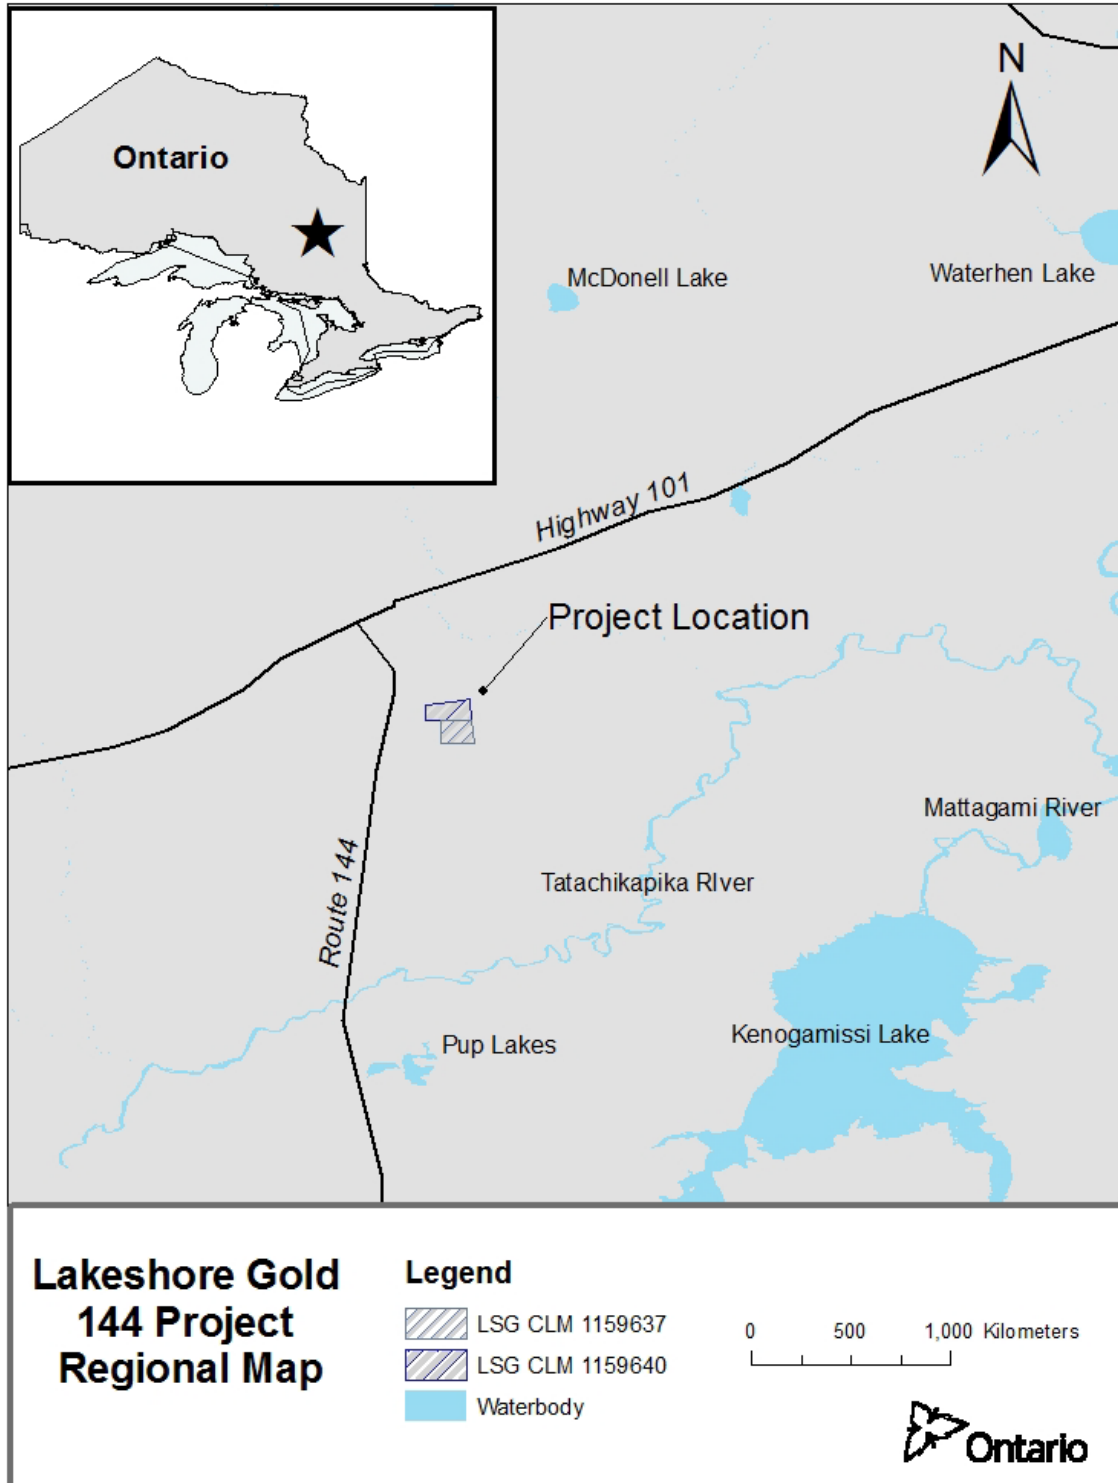 Ontario
N
McDonell Lake
Waterhen Lake
Highway 101
Project Location
Mattagami River
Tatachikapika RIver
Route 144
Kenogamissi Lake
Pup Lakes
Lakeshore Gold
144 Project
Regional Map
Legend
LSG CLM 1159637
LSG CLM 1159640
Waterbody
0 500 1,000 Kilometers
Ontario